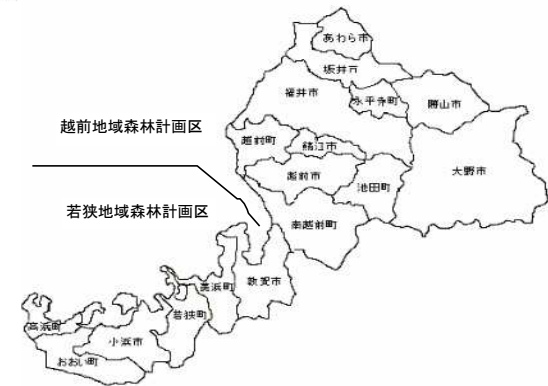 あわら市
坂井市
福井市
永平寺町
勝山市
越前地域森林計画区
越前町
鯖江市
大野市
越前市
池田町
若狭地域森林計画区
南越前町
敦賀市
美浜町
若狭町
高浜町
小浜市
おおい町